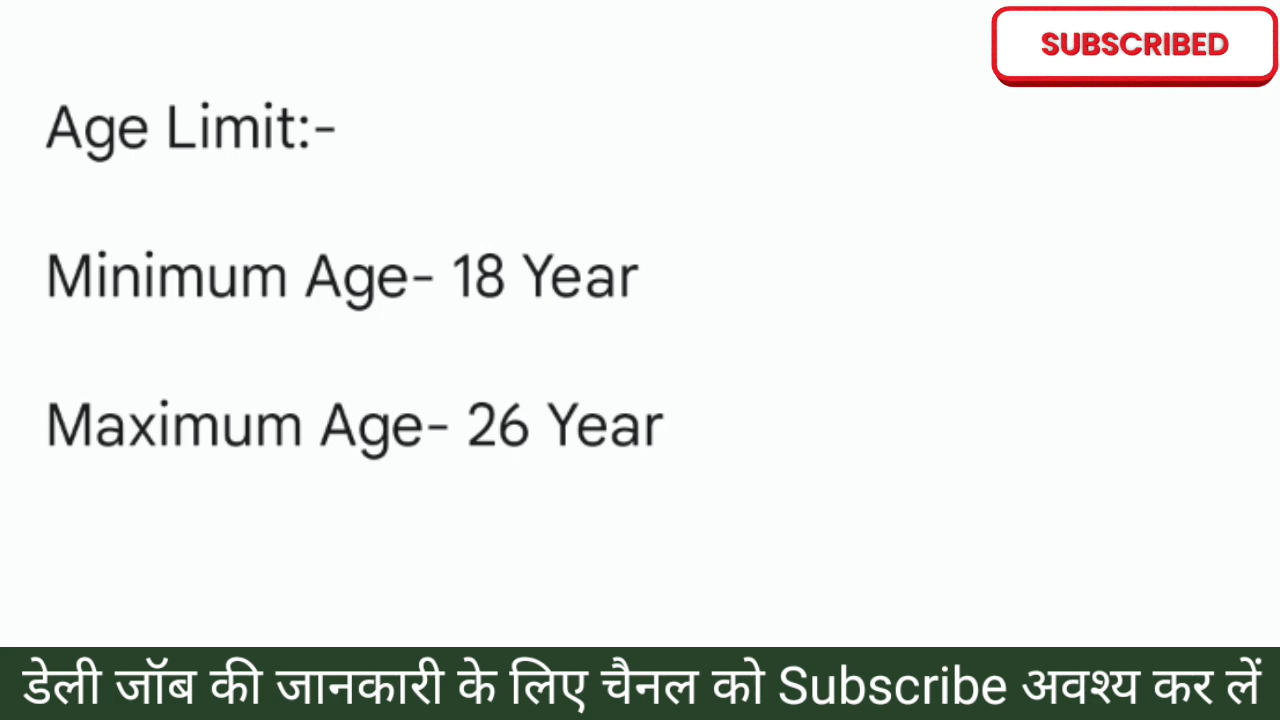 SUBSCRIBED
Age Limit:-
Minimum Age- 18 Year
Maximum Age- 26 Year
डेली जॉब की जानकारी के लिए चैनल को Subscribe अवश्य कर लें